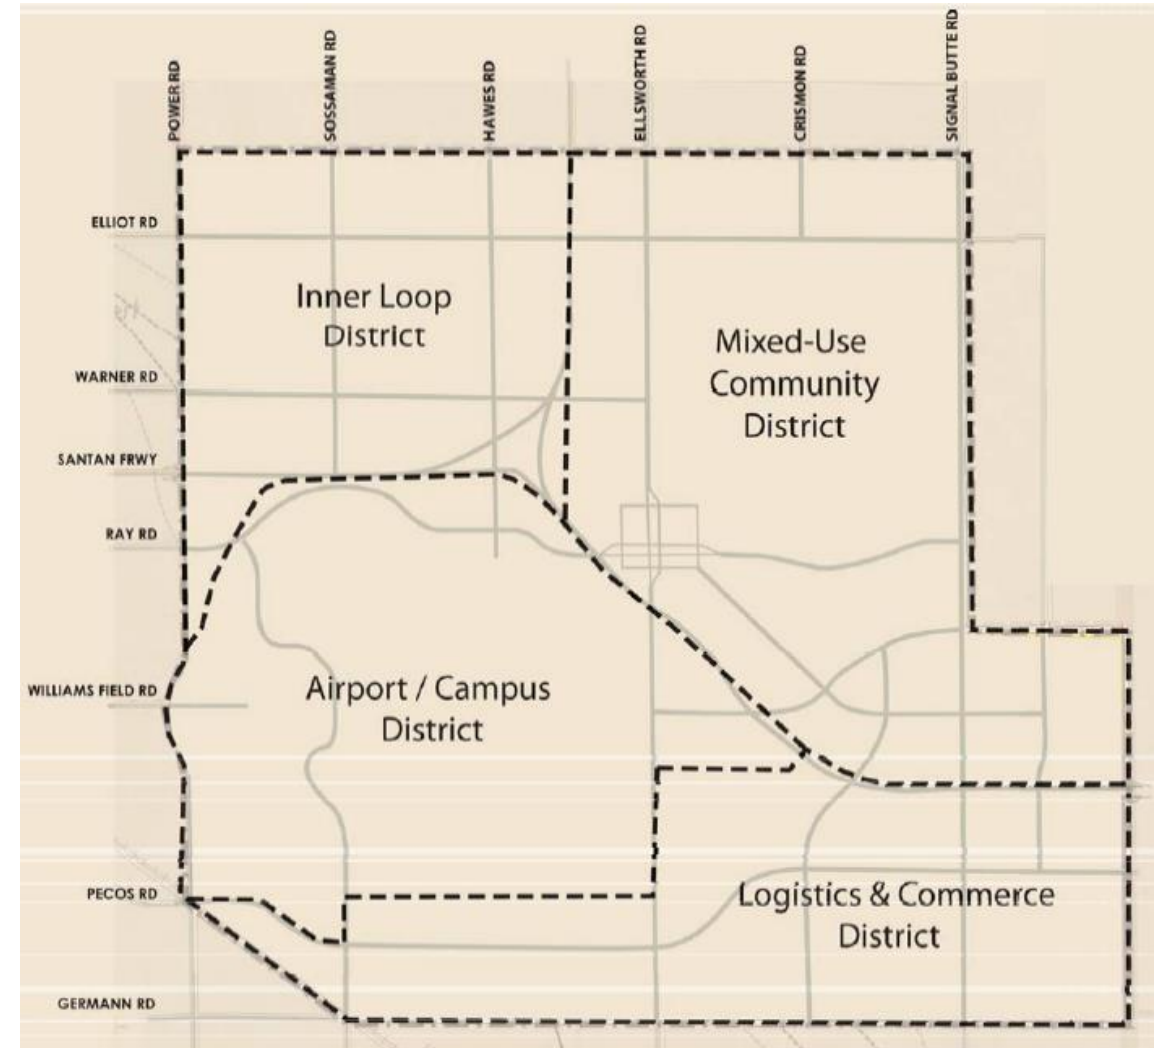 POWER RD
SOSSAMAN RD
HAWES RD
ELLSWORTH RD
CRISMON RD
SIGNAL BUTTE RD
ELLIOT RD
Inner Loop
District
Mixed-Use
Community
District
WARNER RD
SANTAN FRWY
RAY RD
WILLIAMS FIELD RD
Airport / Campus
District
PECOS RD
Logistics & Commerce
District
GERMANN RD